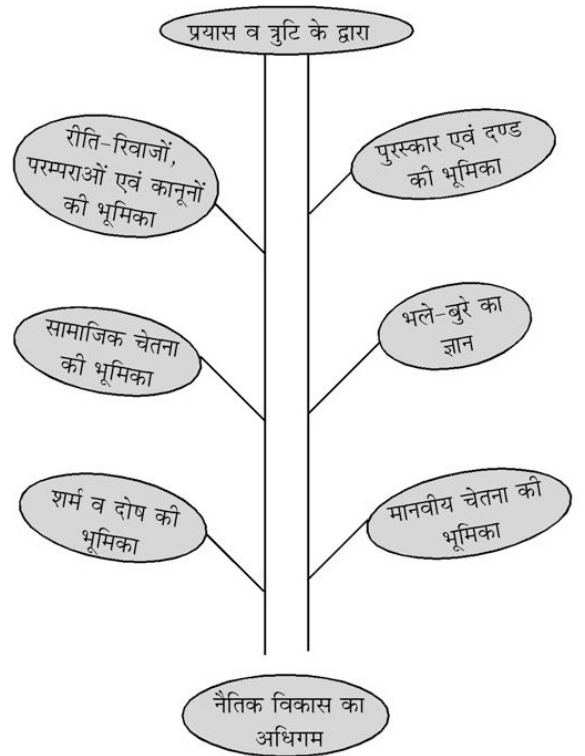 प्रयास व त्रुटि के द्वारा
रीति-रिवाजों,
परम्पराओं एवं कानूनों
की भूमिका
पुरस्कार एवं दण्ड
की भूमिका
सामाजिक चेतना
की भूमिका
भले-बुरे का
ज्ञान
शर्म व दोष की
भूमिका
मानवीय चेतना की
भूमिका
नैतिक विकास का
अधिगम